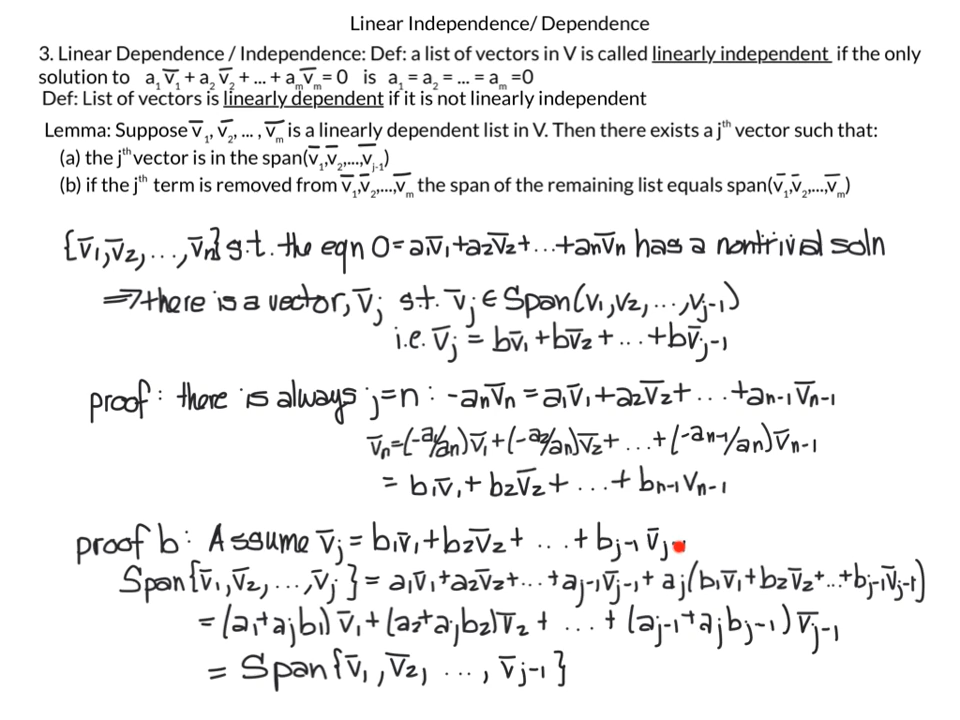 Linear Independence/ Dependence
3. Linear Dependence / Independence: Def: a list of vectors in V is called linearly independent if the only
solution to a₁v̅₁ + a₂v̅₂ + ... + aₘv̅ₘ = 0 is a₁ = a₂ = ... = aₘ =0
Def: List of vectors is linearly dependent if it is not linearly independent
Lemma: Suppose v̅₁, v̅₂, ... , v̅ₘ is a linearly dependent list in V. Then there exists a jᵗʰ vector such that:
(a) the jᵗʰ vector is in the span(v̅₁,v̅₂,...,v̅ⱼ₋₁)
(b) if the jᵗʰ term is removed from v̅₁,v̅₂,...,v̅ₘ the span of the remaining list equals span(v̅₁,v̅₂,...,v̅ₘ)
{v̅₁,v̅₂,...,v̅ₙ} s.t. the eqn 0=a₁v̅₁+a₂v̅₂+...+aₙv̅ₙ has a nontrivial soln
⇒ there is a vector, v̅ⱼ s.t. v̅ⱼ ∈ Span(v₁,v₂,...,vⱼ₋₁)
i.e. v̅ⱼ = bv̅₁+bv̅₂+...+bv̅ⱼ₋₁
proof: there is always j=n: -aₙv̅ₙ = a₁v̅₁+a₂v̅₂+...+aₙ₋₁v̅ₙ₋₁
v̅ₙ=(-a₁/aₙ)v̅₁+(-a₂/aₙ)v̅₂+...+(-aₙ₋₁/aₙ)v̅ₙ₋₁
= b₁v̅₁+b₂v̅₂+...+bₙ₋₁vₙ₋₁
proof b: Assume v̅ⱼ = b₁v̅₁+b₂v̅₂+...+bⱼ₋₁v̅ⱼ₋
Span{v̅₁,v̅₂,...,v̅ⱼ} = a₁v̅₁+a₂v̅₂+...+aⱼ₋₁v̅ⱼ₋₁+aⱼ(b₁v̅₁+b₂v̅₂+..+bⱼ₋₁v̅ⱼ₋₁)
= (a₁+aⱼb₁)v̅₁+(a₂+aⱼb₂)v̅₂+...+(aⱼ₋₁+aⱼbⱼ₋₁)v̅ⱼ₋₁
= Span{v̅₁,v̅₂,...,v̅ⱼ₋₁}